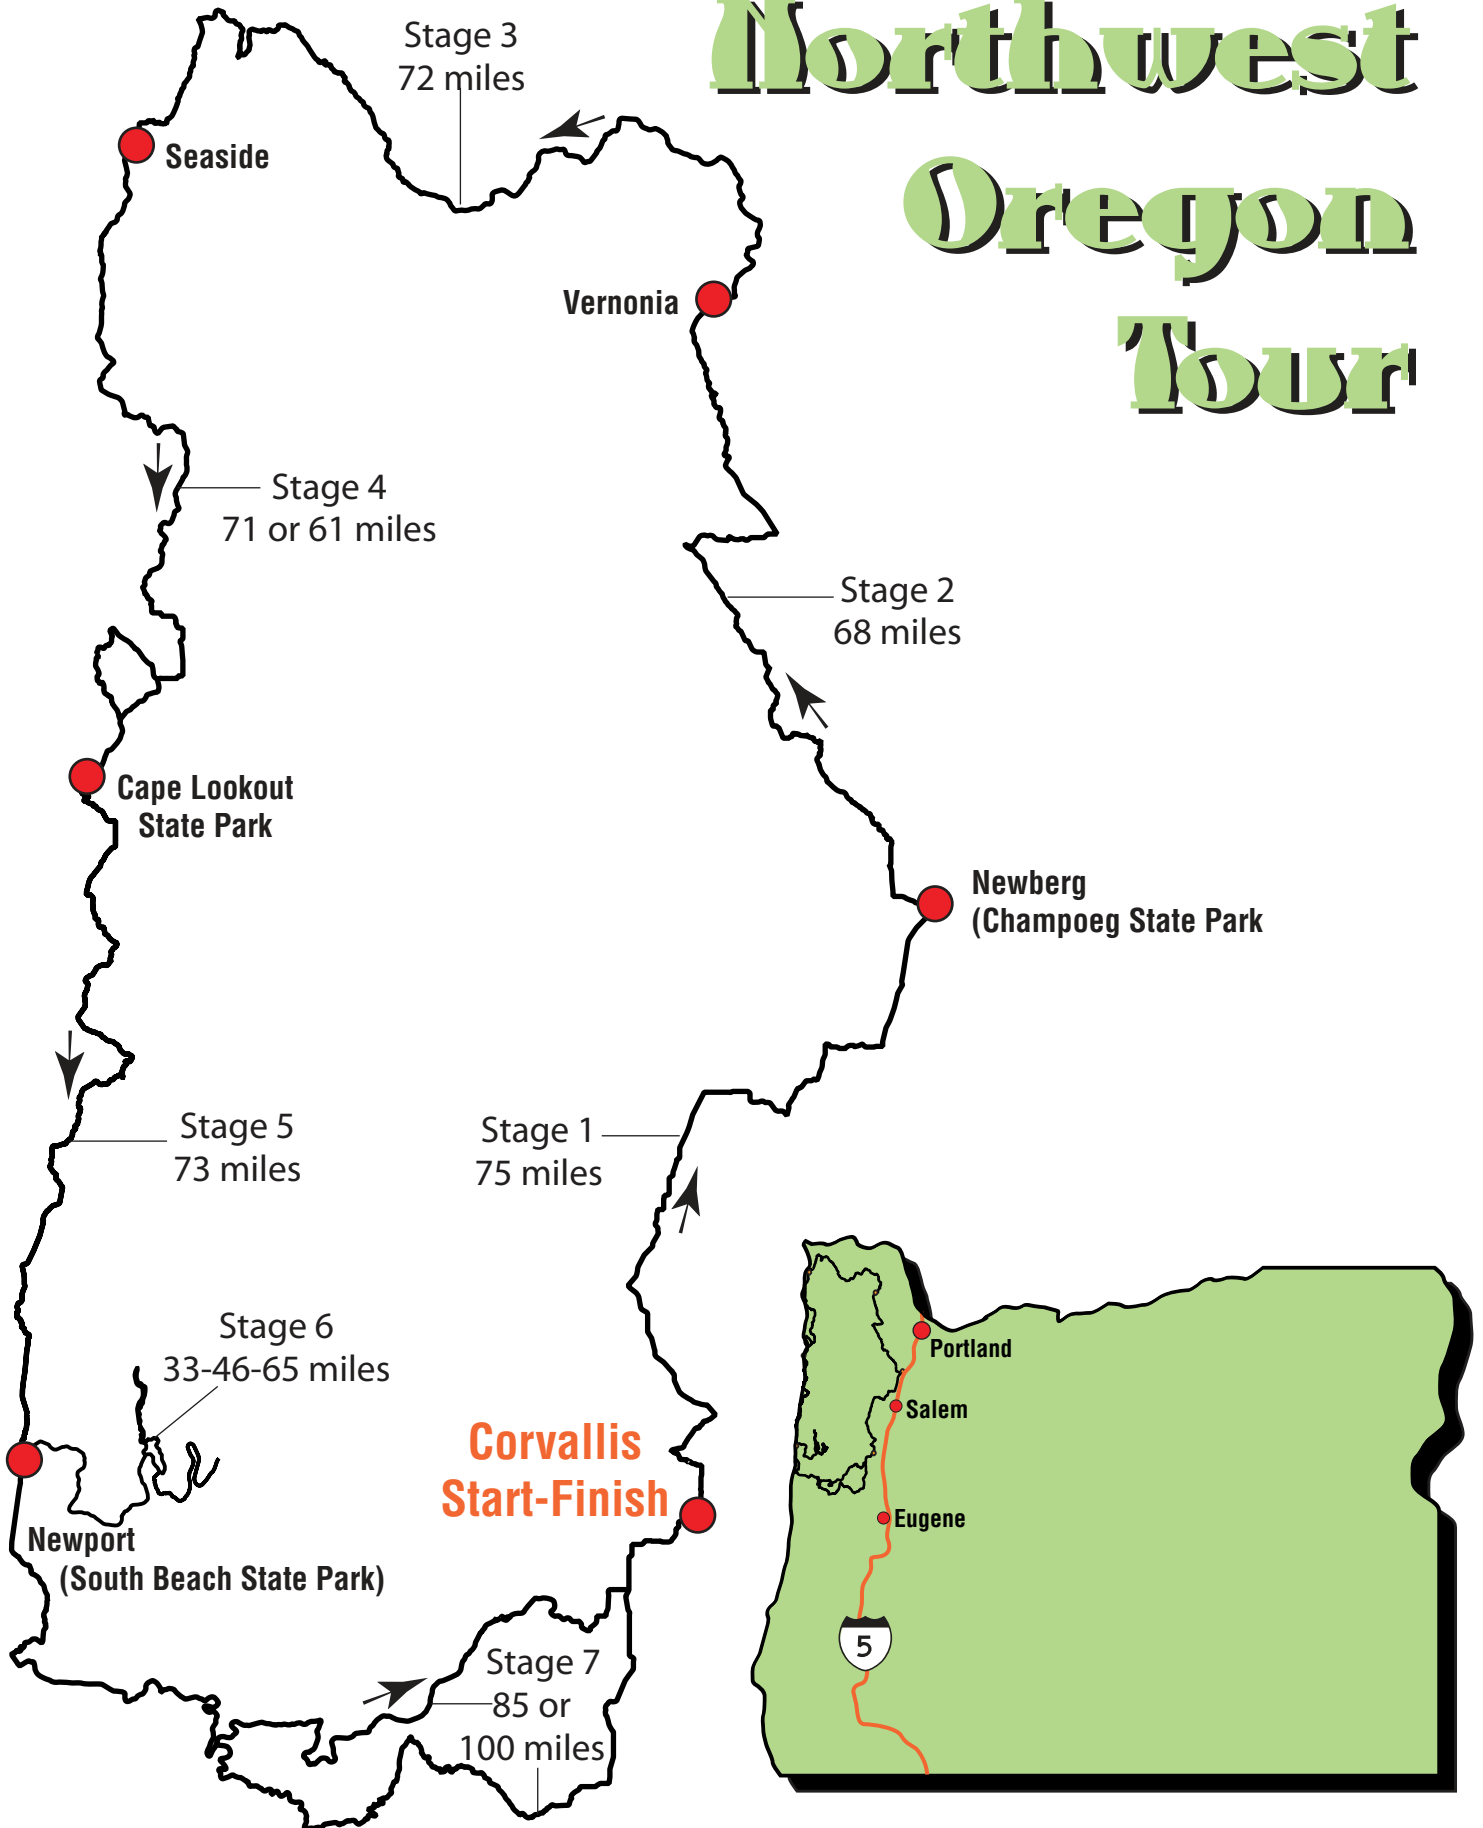 Northwest
Oregon
Tour
Stage 3
72 miles
Seaside
Vernonia
Stage 4
71 or 61 miles
Stage 2
68 miles
Cape Lookout
State Park
Newberg
(Champoeg State Park
Stage 5
73 miles
Stage 1
75 miles
Stage 6
33-46-65 miles
Corvallis
Start-Finish
Newport
(South Beach State Park)
Stage 7
85 or
100 miles
Portland
Salem
Eugene
5